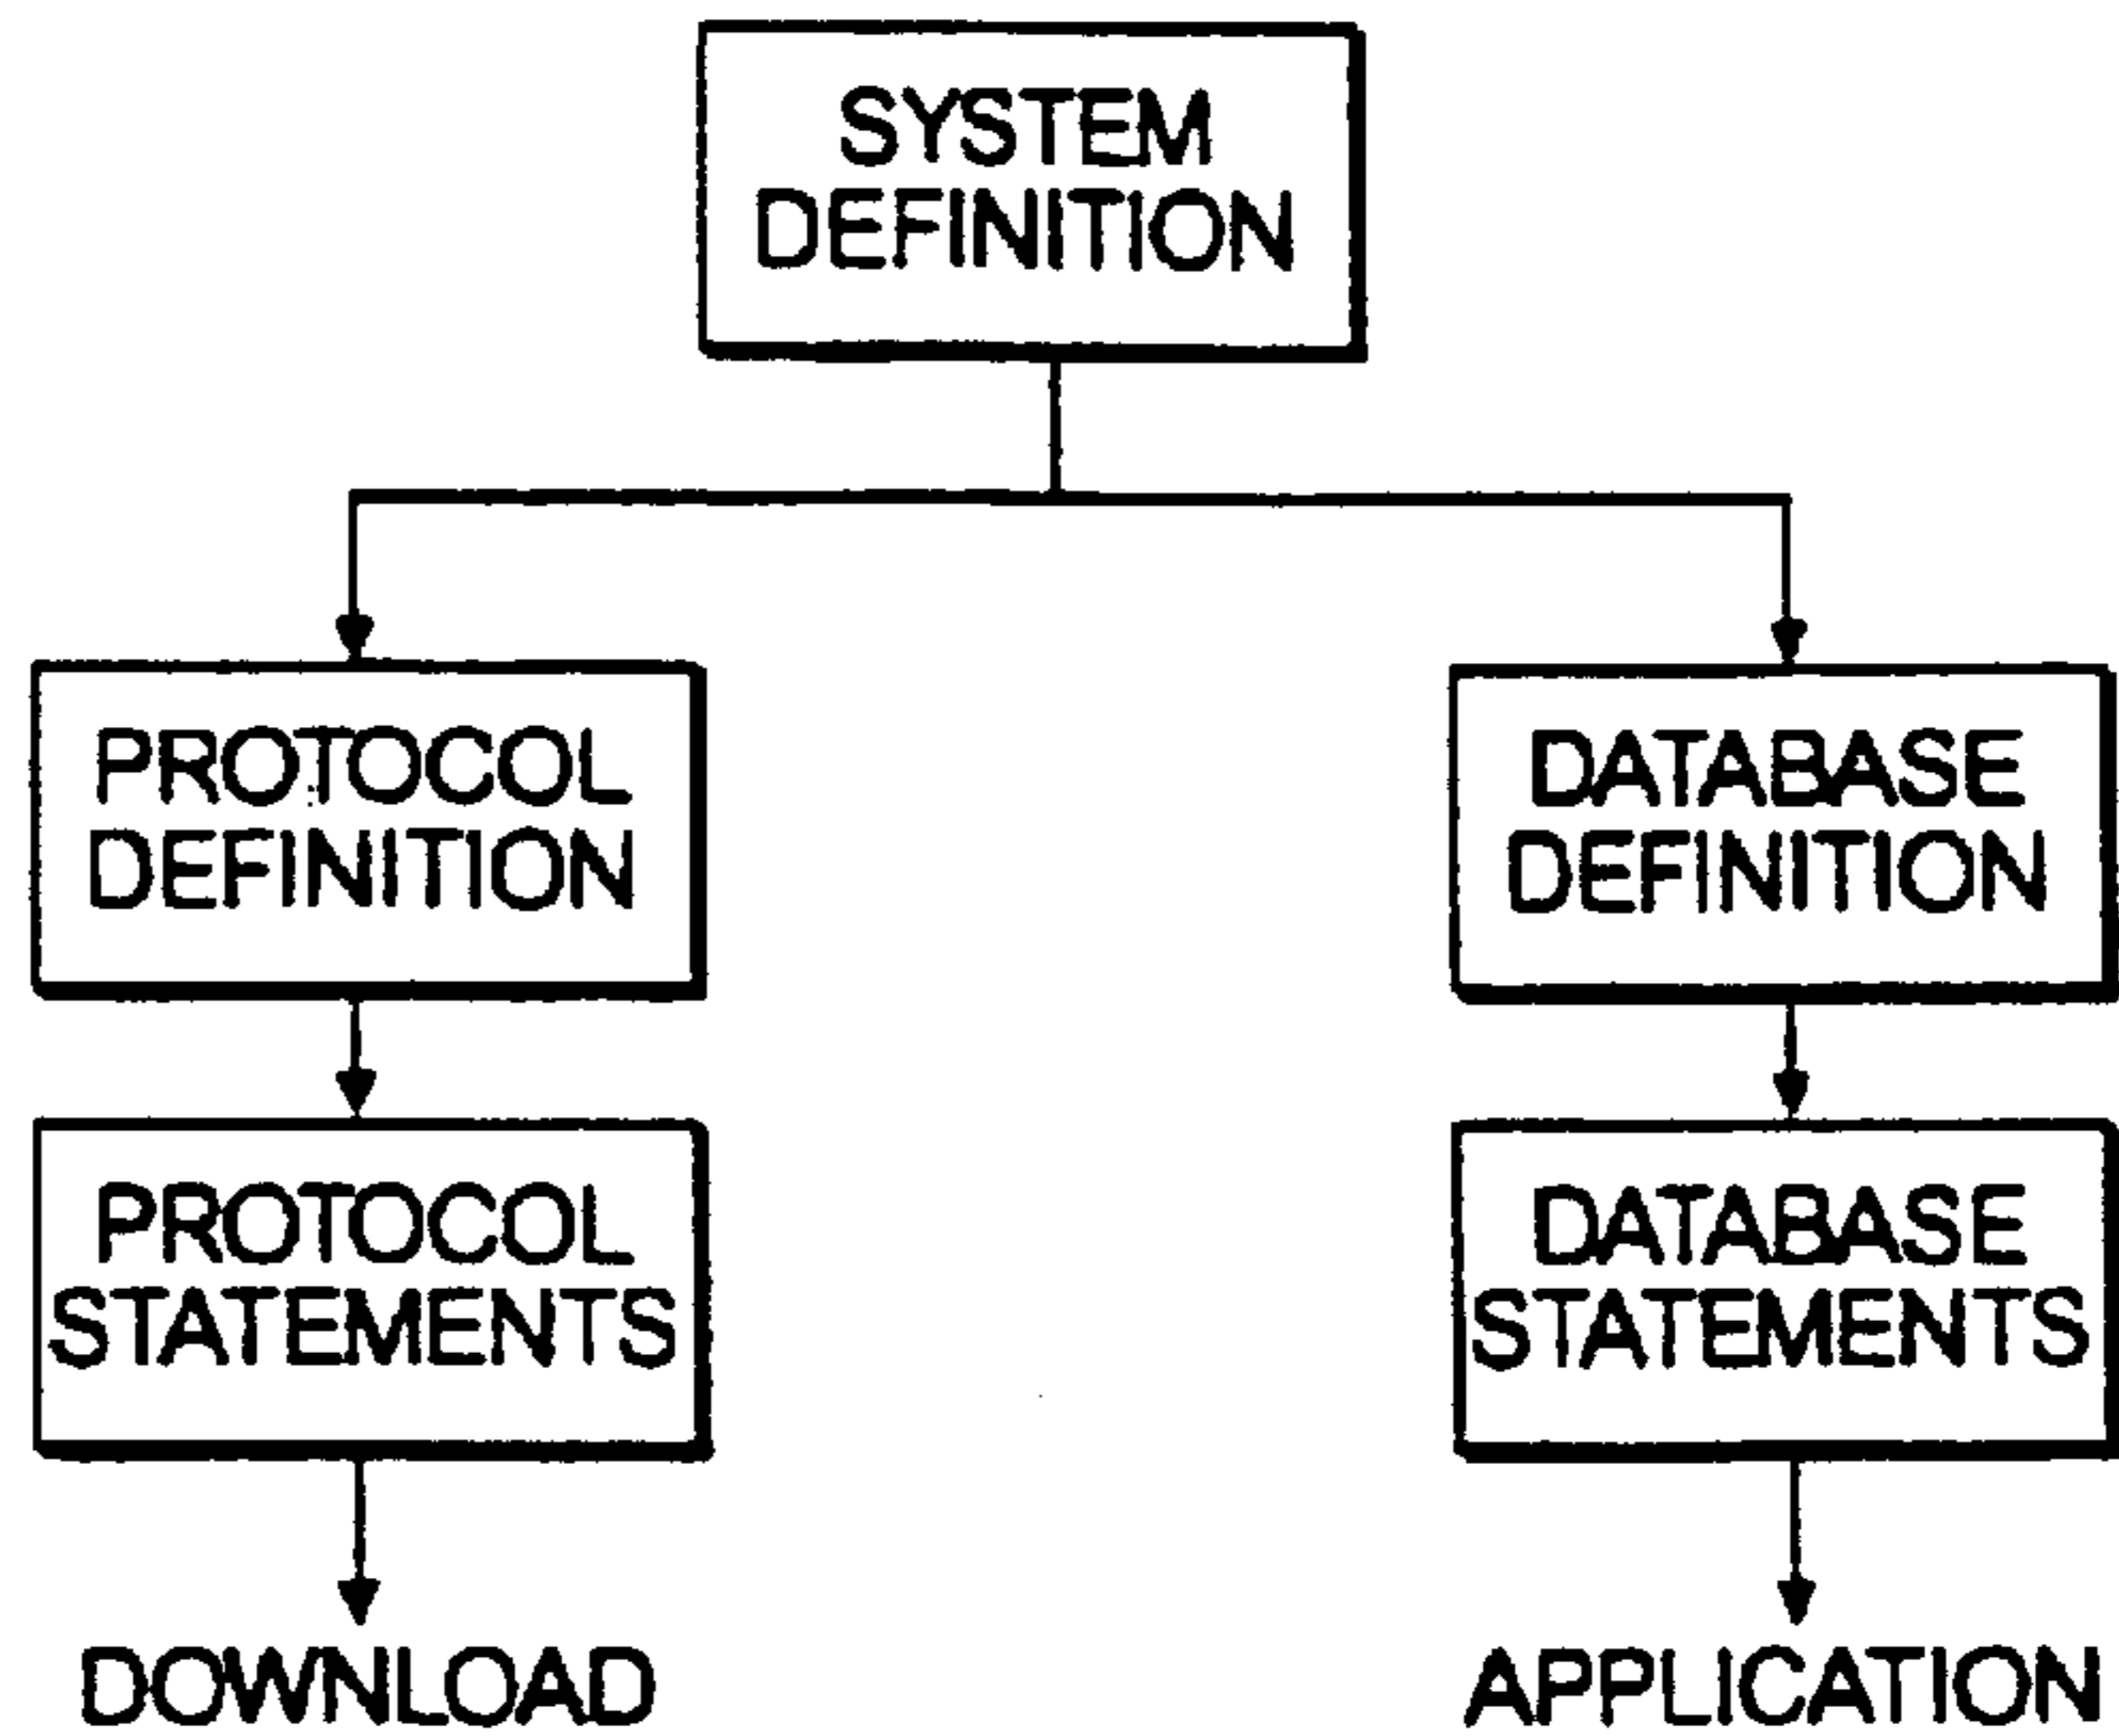 SYSTEM
DEFINITION
PROTOCOL
DEFINITION
DATABASE
DEFINITION
PROTOCOL
STATEMENTS
DATABASE
STATEMENTS
DOWNLOAD
APPLICATION